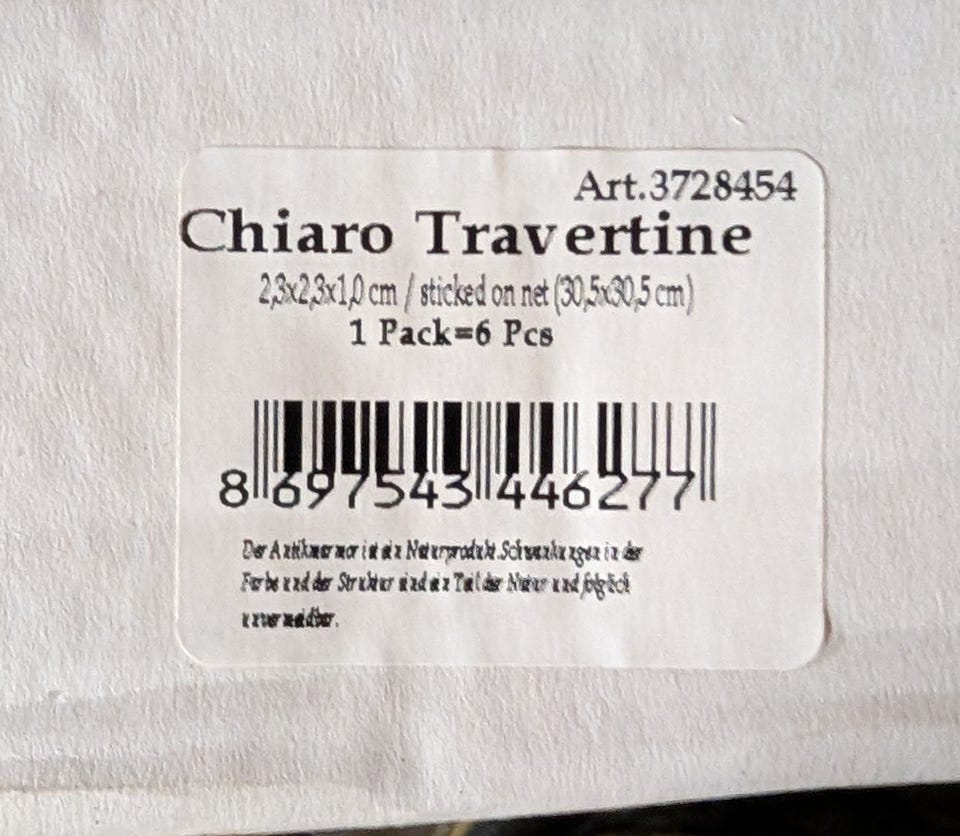 Art.3728454
Chiaro Travertine
2,3x2,3x1,0 cm / sticked on net (30,5x30,5 cm)
1 Pack=6 Pcs
8 697543 446277
Der Antikmarmor ist ein Naturprodukt. Schwankungen in der
Farbe und der Struktur sind ein Teil der Natur und folglich
unvermeidbar.